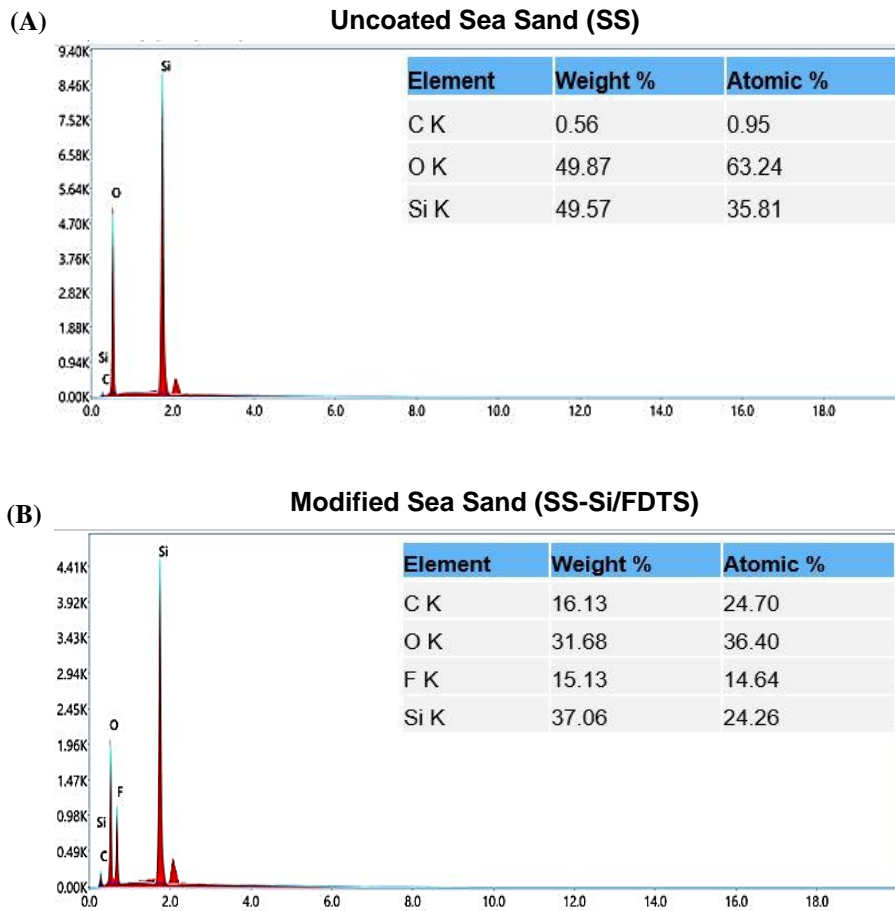 (A)
Uncoated Sea Sand (SS)
9.40K
8.46K
7.52K
6.58K
5.64K
4.70K
3.76K
2.82K
1.88K
0.94K
0.00K
Si
O
Si
C
0.0 2.0 4.0 6.0 8.0 10.0 12.0 14.0 16.0 18.0
Element Weight % Atomic %
C K 0.56 0.95
O K 49.87 63.24
Si K 49.57 35.81
(B)
Modified Sea Sand (SS-Si/FDTS)
4.41K
3.92K
3.43K
2.94K
2.45K
1.96K
1.47K
0.98K
0.49K
0.00K
Si
O
F
Si
C
0.0 2.0 4.0 6.0 8.0 10.0 12.0 14.0 16.0 18.0
Element Weight % Atomic %
C K 16.13 24.70
O K 31.68 36.40
F K 15.13 14.64
Si K 37.06 24.26